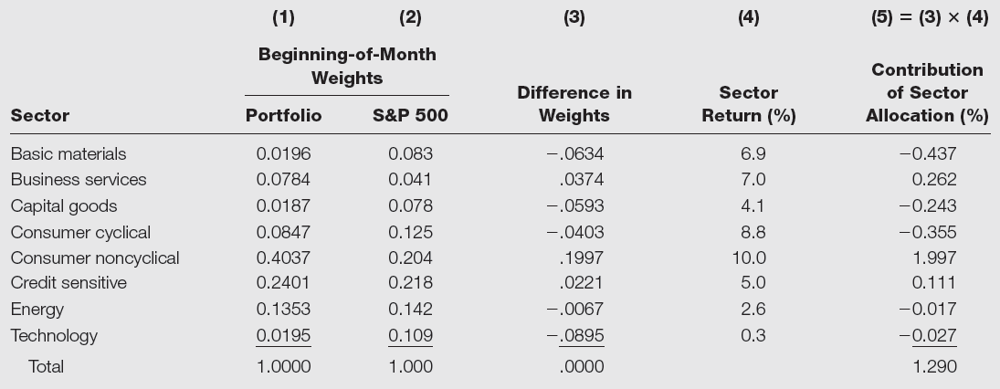 (1) (2) (3) (4) (5) = (3) × (4)
Beginning-of-Month
Weights
Contribution
Difference in Sector of Sector
Sector Portfolio S&P 500 Weights Return (%) Allocation (%)
Basic materials 0.0196 0.083 −.0634 6.9 −0.437
Business services 0.0784 0.041 .0374 7.0 0.262
Capital goods 0.0187 0.078 −.0593 4.1 −0.243
Consumer cyclical 0.0847 0.125 −.0403 8.8 −0.355
Consumer noncyclical 0.4037 0.204 .1997 10.0 1.997
Credit sensitive 0.2401 0.218 .0221 5.0 0.111
Energy 0.1353 0.142 −.0067 2.6 −0.017
Technology 0.0195 0.109 −.0895 0.3 −0.027
Total 1.0000 1.000 .0000 1.290